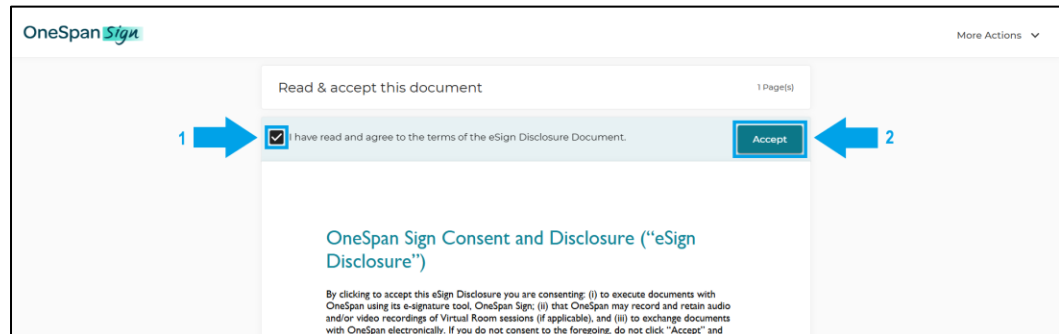 OneSpan Sign
More Actions
Read & accept this document
1 Page(s)
1
I have read and agree to the terms of the eSign Disclosure Document.
Accept
2
OneSpan Sign Consent and Disclosure (“eSign
Disclosure”)
By clicking to accept this eSign Disclosure you are consenting: (i) to execute documents with
OneSpan using its e-signature tool, OneSpan Sign; (ii) that OneSpan may record and retain audio
and/or video recordings of Virtual Room sessions (if applicable), and (iii) to exchange documents
with OneSpan electronically. If you do not consent to the foregoing, do not click “Accept” and